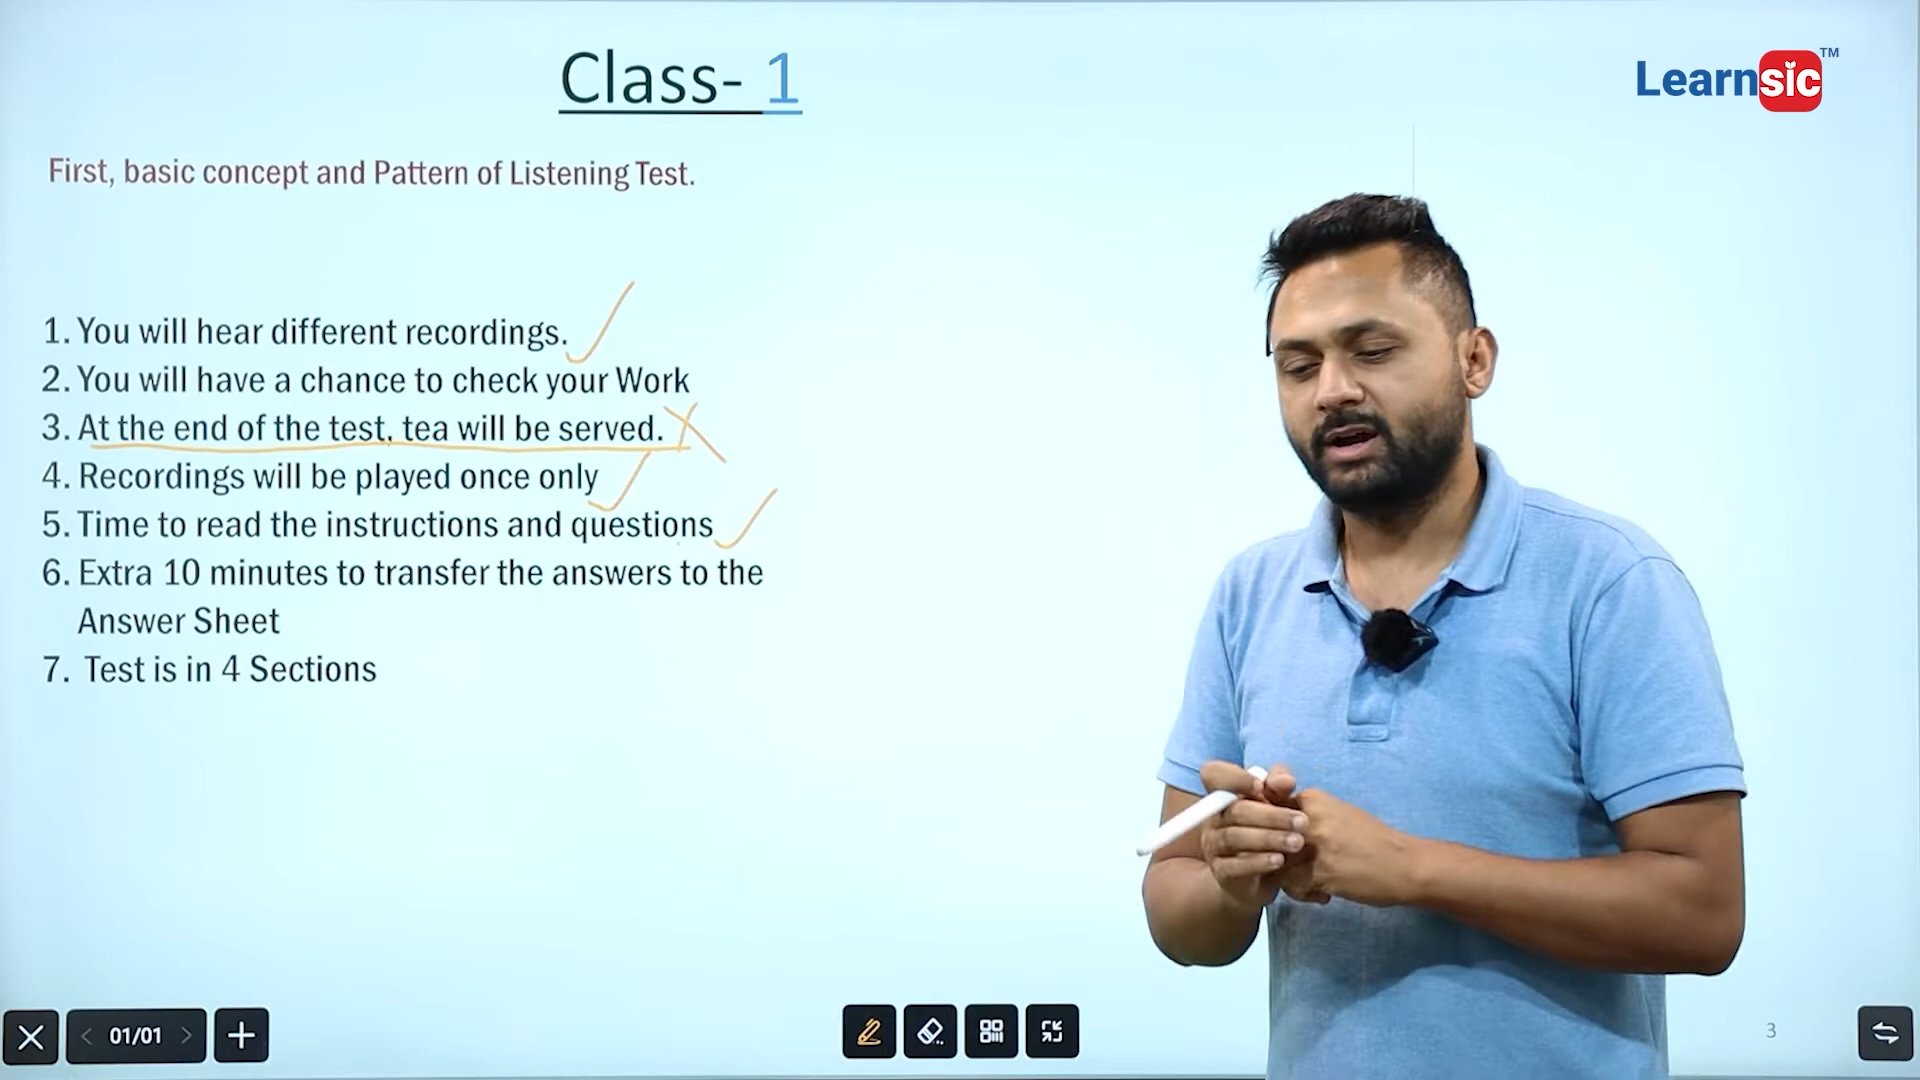 Class- 1
Learnsic™
First, basic concept and Pattern of Listening Test.
1. You will hear different recordings.
2. You will have a chance to check your Work
3. At the end of the test, tea will be served.
4. Recordings will be played once only
5. Time to read the instructions and questions
6. Extra 10 minutes to transfer the answers to the
Answer Sheet
7. Test is in 4 Sections
01/01
3